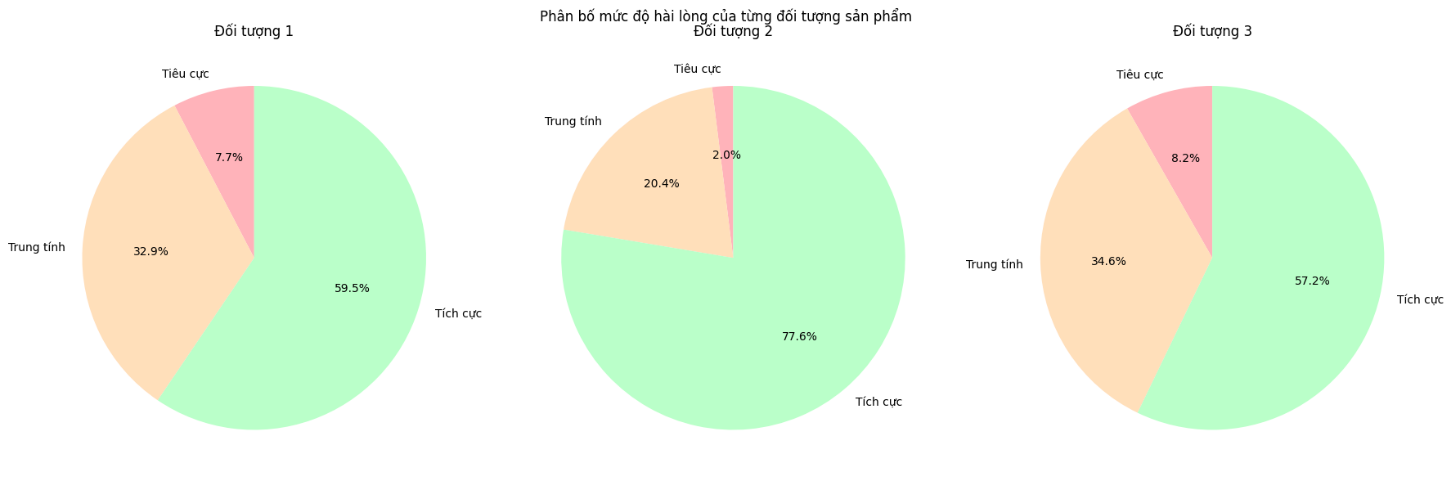 Phân bố mức độ hài lòng của từng đối tượng sản phẩm
Đối tượng 1
Tiêu cực
7.7%
Trung tính
32.9%
59.5%
Tích cực
Đối tượng 2
Tiêu cực
2.0%
Trung tính
20.4%
77.6%
Tích cực
Đối tượng 3
Tiêu cực
8.2%
Trung tính
34.6%
57.2%
Tích cực